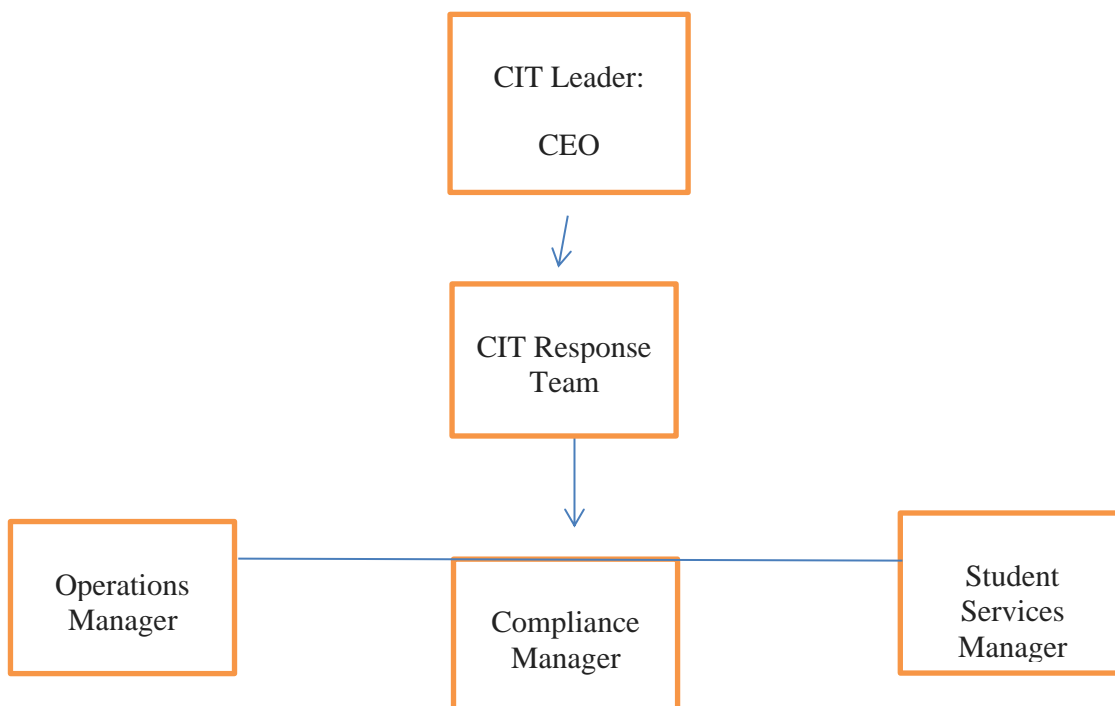 CIT Leader:
CEO
CIT Response
Team
Operations
Manager
Compliance
Manager
Student
Services
Manager